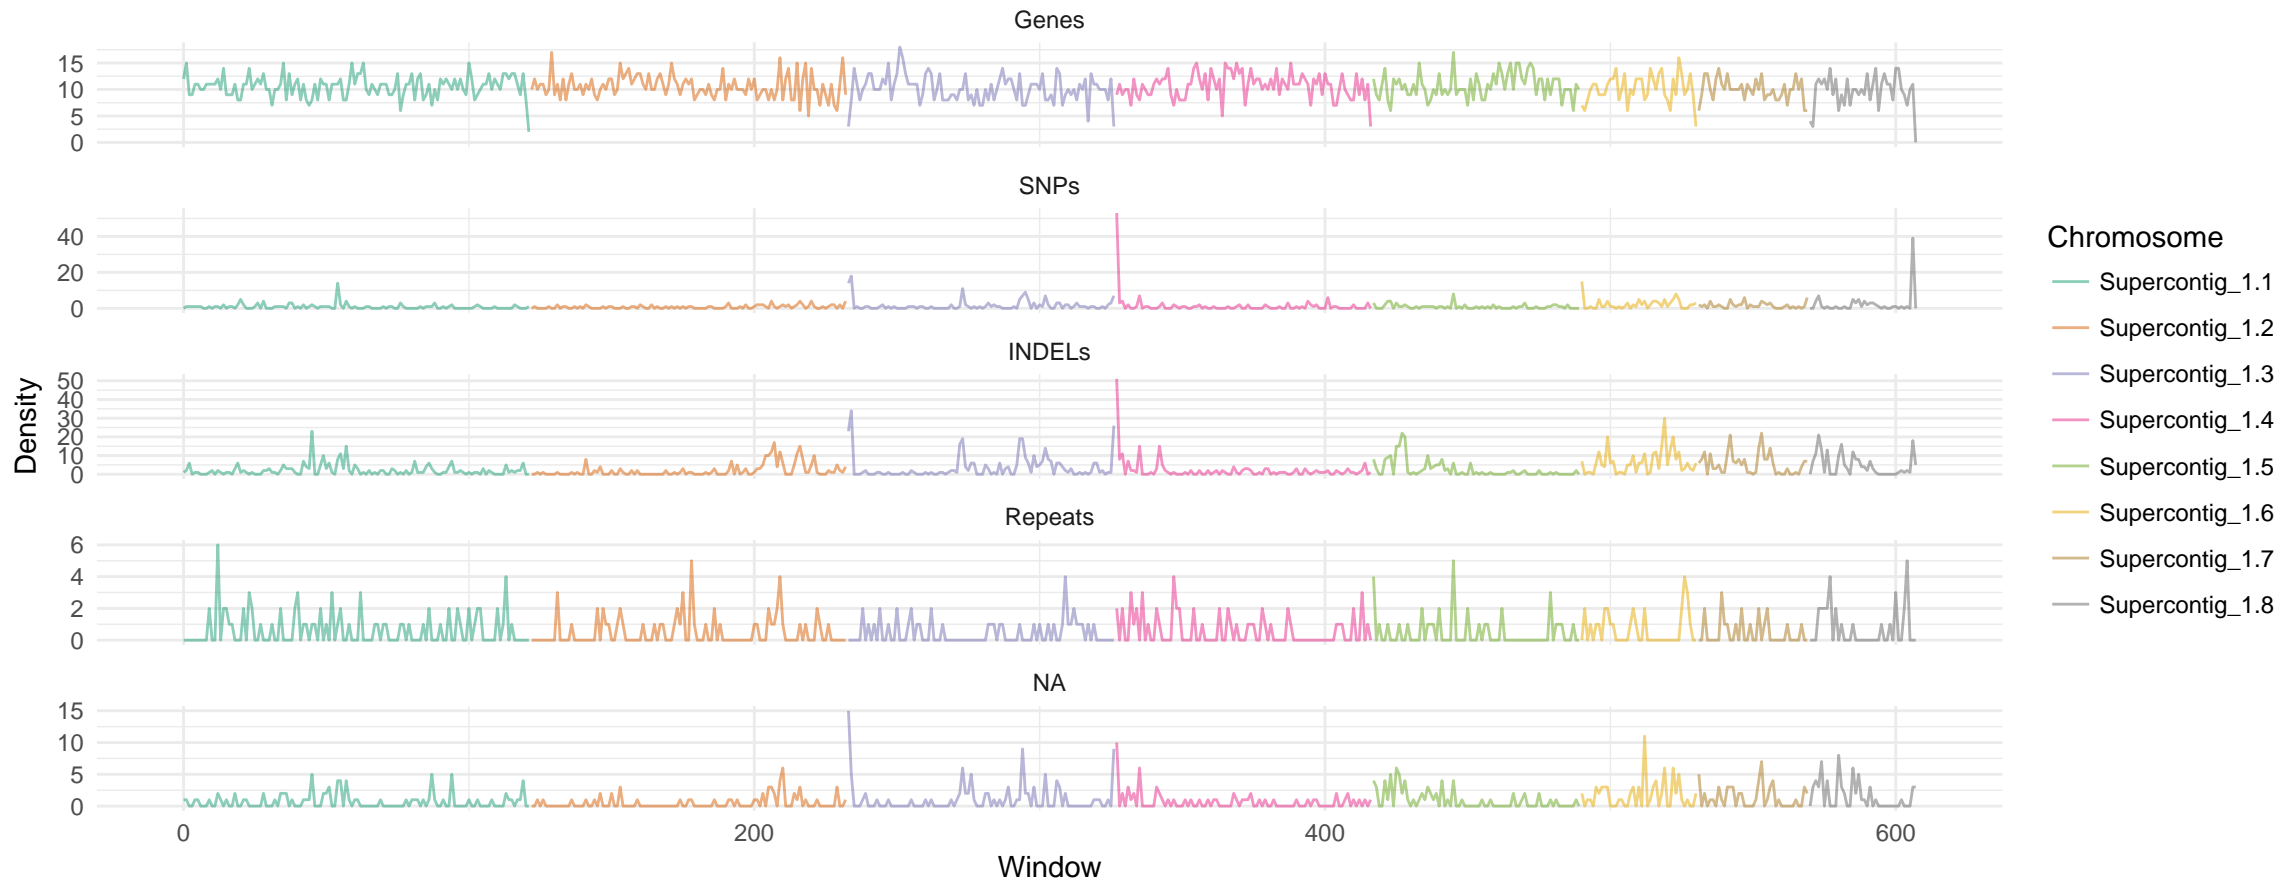 Genes
15
10
5
0
SNPs
40
20
0
INDELs
50
40
30
20
10
0
Repeats
6
4
2
0
NA
15
10
5
0
0 200 400 600
Window
Density
Chromosome
Supercontig_1.1
Supercontig_1.2
Supercontig_1.3
Supercontig_1.4
Supercontig_1.5
Supercontig_1.6
Supercontig_1.7
Supercontig_1.8